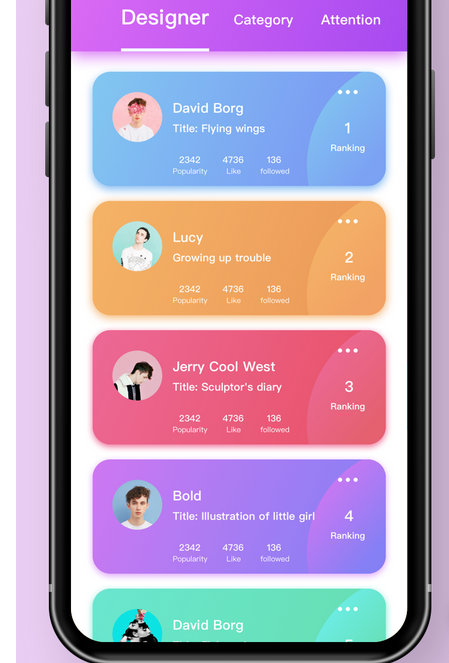 Designer Category Attention
David Borg
Title: Flying wings
1
Ranking
2342 4736 136
Popularity Like followed
Lucy
Growing up trouble
2
Ranking
2342 4736 136
Popularity Like followed
Jerry Cool West
Title: Sculptor's diary
3
Ranking
2342 4736 136
Popularity Like followed
Bold
Title: Illustration of little girl
4
Ranking
2342 4736 136
Popularity Like followed
David Borg